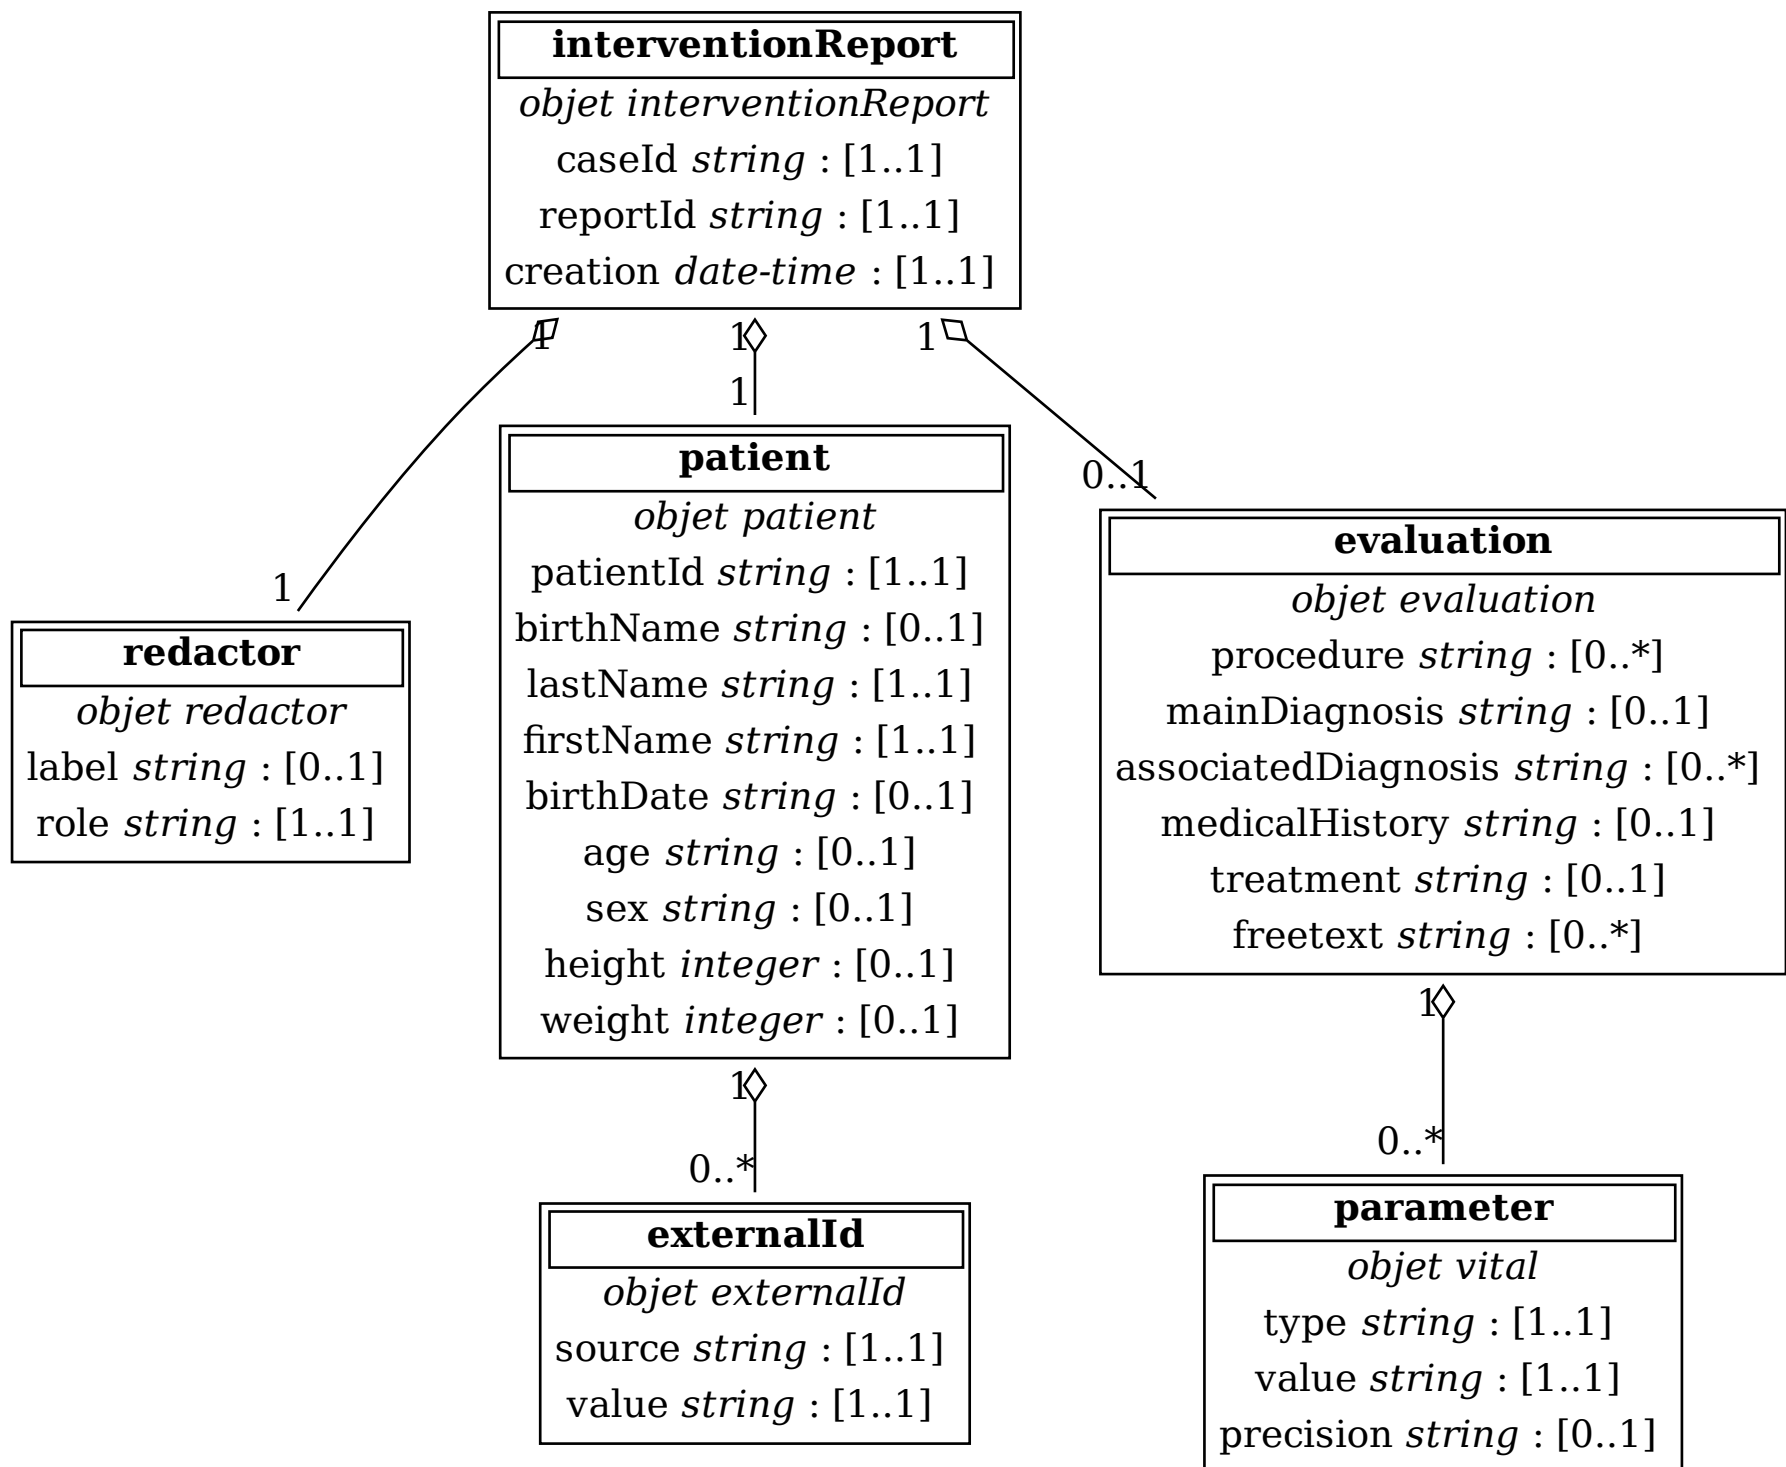 interventionReport
objet interventionReport
caseId string : [1..1]
reportId string : [1..1]
creation date-time : [1..1]
1
1
1
1
0..1
1
patient
objet patient
patientId string : [1..1]
birthName string : [0..1]
lastName string : [1..1]
firstName string : [1..1]
birthDate string : [0..1]
age string : [0..1]
sex string : [0..1]
height integer : [0..1]
weight integer : [0..1]
evaluation
objet evaluation
procedure string : [0..*]
mainDiagnosis string : [0..1]
associatedDiagnosis string : [0..*]
medicalHistory string : [0..1]
treatment string : [0..1]
freetext string : [0..*]
redactor
objet redactor
label string : [0..1]
role string : [1..1]
1
0..*
1
0..*
externalId
objet externalId
source string : [1..1]
value string : [1..1]
parameter
objet vital
type string : [1..1]
value string : [1..1]
precision string : [0..1]